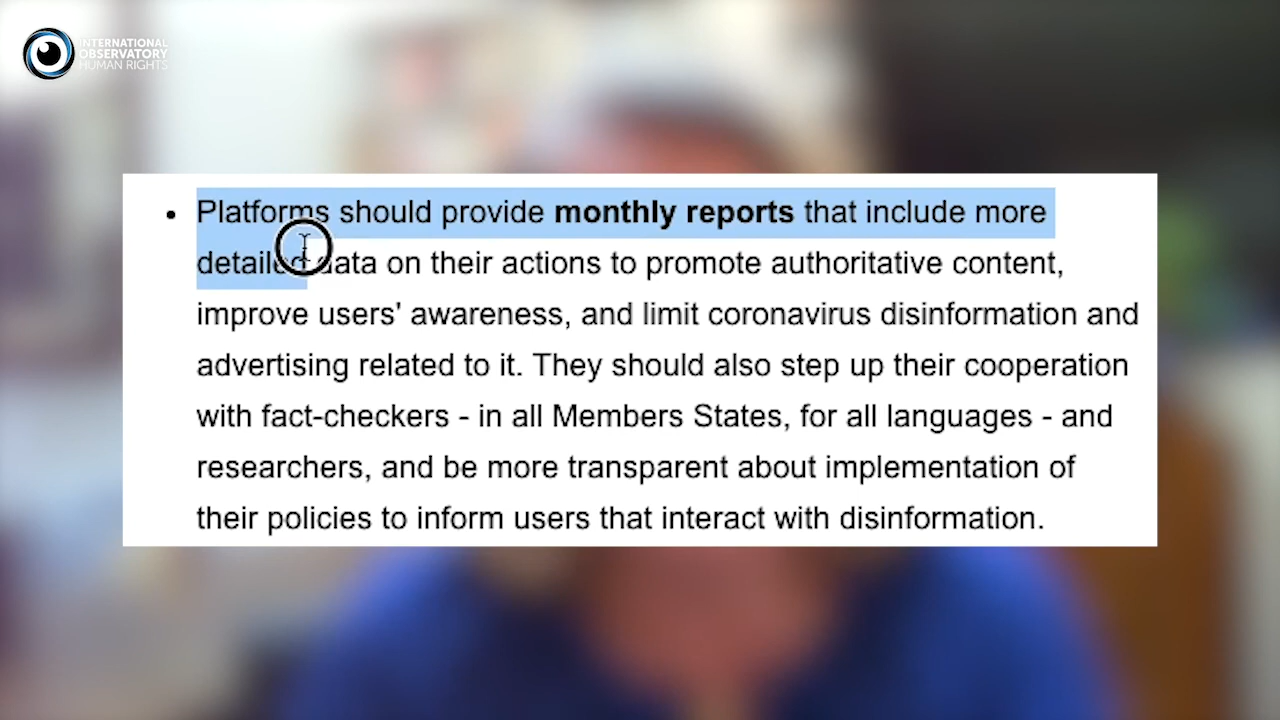 INTERNATIONAL
OBSERVATORY
HUMAN RIGHTS
• Platforms should provide monthly reports that include more
detailed data on their actions to promote authoritative content,
improve users' awareness, and limit coronavirus disinformation and
advertising related to it. They should also step up their cooperation
with fact-checkers - in all Members States, for all languages - and
researchers, and be more transparent about implementation of
their policies to inform users that interact with disinformation.